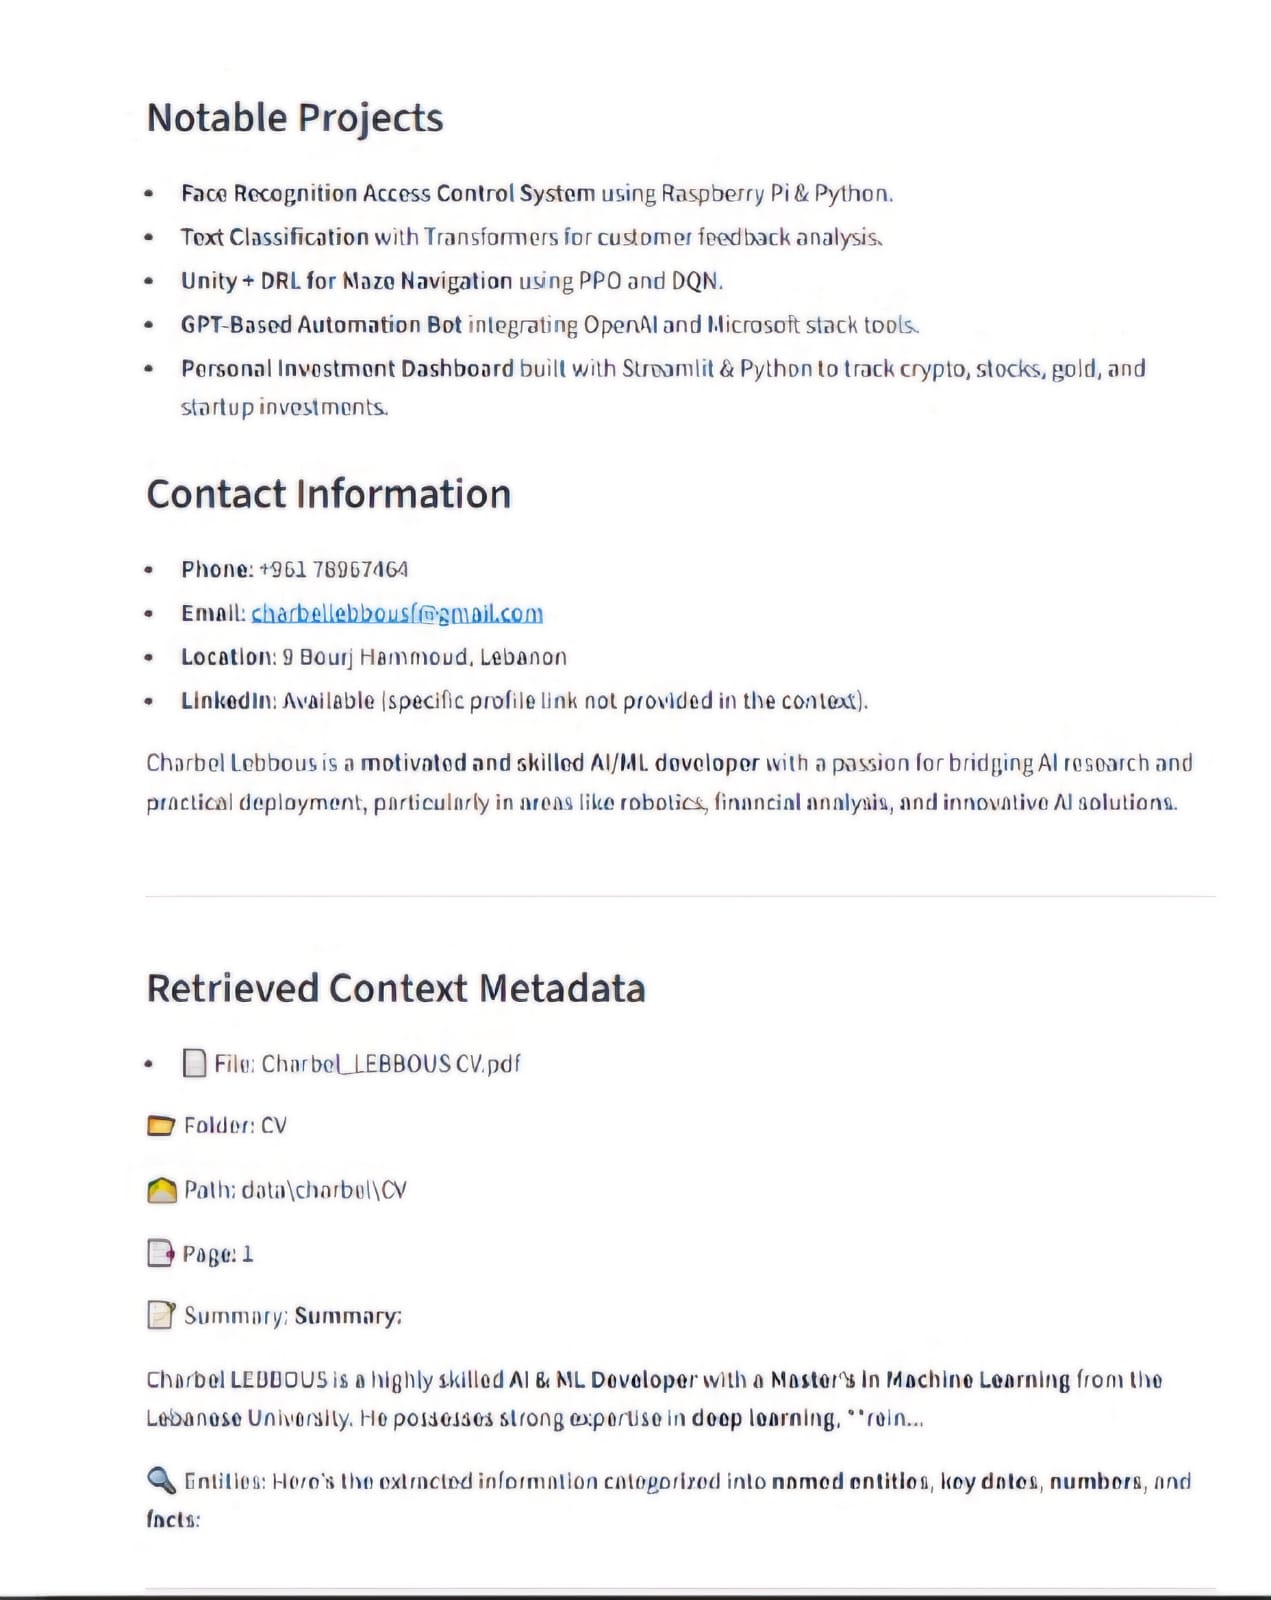 Notable Projects
• Face Recognition Access Control System using Raspberry Pi & Python.
• Text Classification with Transformers for customer feedback analysis.
• Unity + DRL for Maze Navigation using PPO and DQN.
• GPT-Based Automation Bot integrating OpenAI and Microsoft stack tools.
• Personal Investment Dashboard built with Streamlit & Python to track crypto, stocks, gold, and
startup investments.
Contact Information
• Phone: +961 78967464
• Email:
• Location: 9 Bourj Hammoud, Lebanon
• LinkedIn: Available (specific profile link not provided in the context).
Charbel Lebbous is a motivated and skilled AI/ML developer with a passion for bridging AI research and
practical deployment, particularly in areas like robotics, financial analysis, and innovative AI solutions.
Retrieved Context Metadata
• File: Charbel_LEBBOUS CV.pdf
Folder: CV
Path: data\charbel\CV
Page: 1
Summary: Summary:
Charbel LEBBOUS is a highly skilled AI & ML Developer with a Master's in Machine Learning from the
Lebanese University. He possesses strong expertise in deep learning, **rein...
Entities: Here's the extracted information categorized into named entities, key dates, numbers, and
facts: